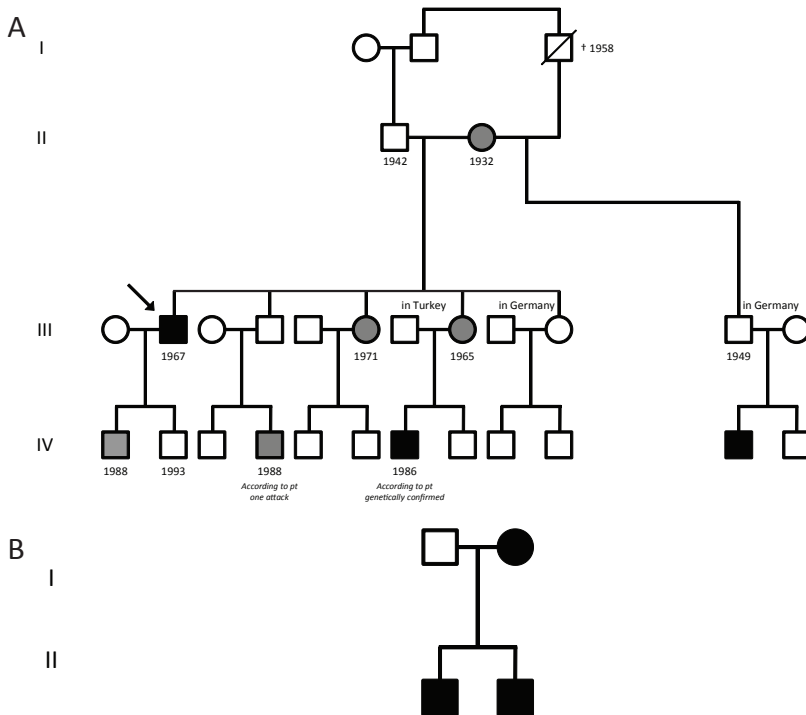 A
I
† 1958
II
1942
1932
in Turkey
in Germany
in Germany
III
1967
1971
1965
1949
IV
1988
1993
1988
1986
According to pt
one attack
According to pt
genetically confirmed
B
I
II